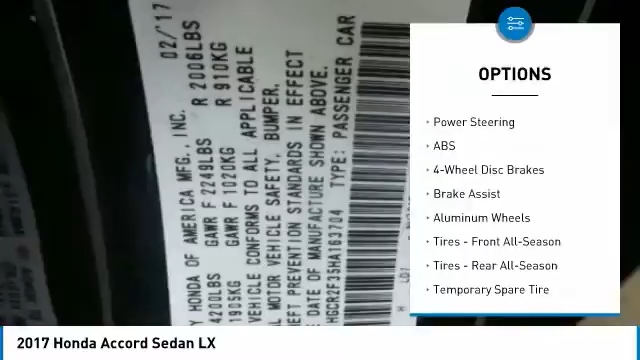 02/'17
Y HONDA OF AMERICA MFG., INC.
4200LBS GAWR F 2249LBS R 2006LBS
1905KG GAWR F 1020KG R 910KG
VEHICLE CONFORMS TO ALL APPLICABLE
L MOTOR VEHICLE SAFETY, BUMPER,
EFT PREVENTION STANDARDS IN EFFECT
E DATE OF MANUFACTURE SHOWN ABOVE.
HGCR2F35HA163704 TYPE: PASSENGER CAR
OPTIONS
Power Steering
ABS
4-Wheel Disc Brakes
Brake Assist
Aluminum Wheels
Tires - Front All-Season
Tires - Rear All-Season
Temporary Spare Tire
2017 Honda Accord Sedan LX